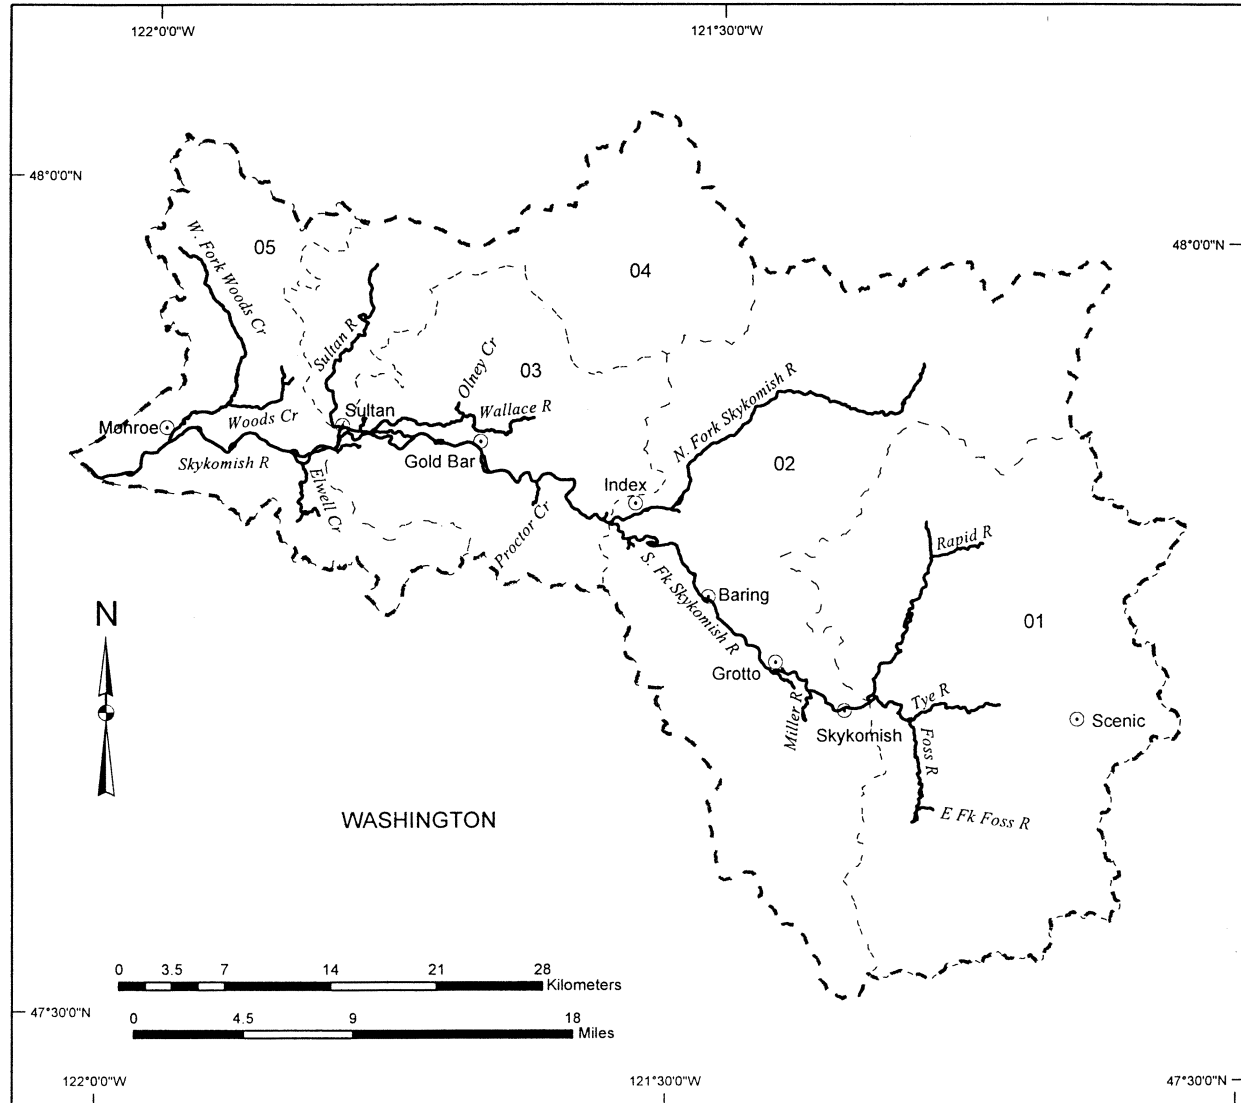 122°0'0"W
121°30'0"W
48°0'0"N
48°0'0"N
05
W. Fork Woods Cr
04
Sultan R
Olney Cr
03
N. Fork Skykomish R
Wallace R
Sultan
Woods Cr
Monroe
Skykomish R
Gold Bar
02
Elwell Cr
Index
Proctor Cr
Rapid R
S. Fk Skykomish R
Baring
N
01
Grotto
Miller R
Tye R
Scenic
Skykomish
Foss R
E Fk Foss R
WASHINGTON
0 3.5 7 14 21 28
Kilometers
47°30'0"N
0 4.5 9 18
Miles
122°0'0"W
121°30'0"W
47°30'0"N